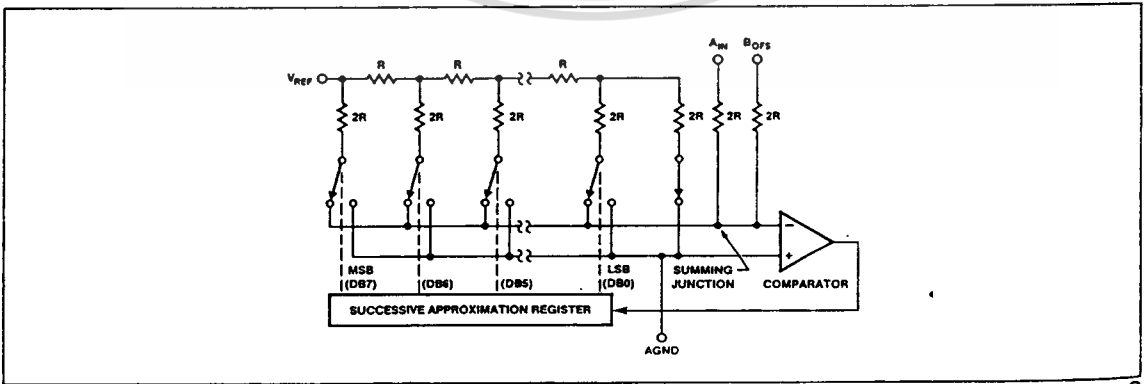 A_IN B_OFS
V_REF R R R
2R 2R 2R 2R 2R 2R 2R
− +
MSB (DB7) (DB6) (DB5) LSB (DB0) SUMMING JUNCTION COMPARATOR
SUCCESSIVE APPROXIMATION REGISTER
AGND